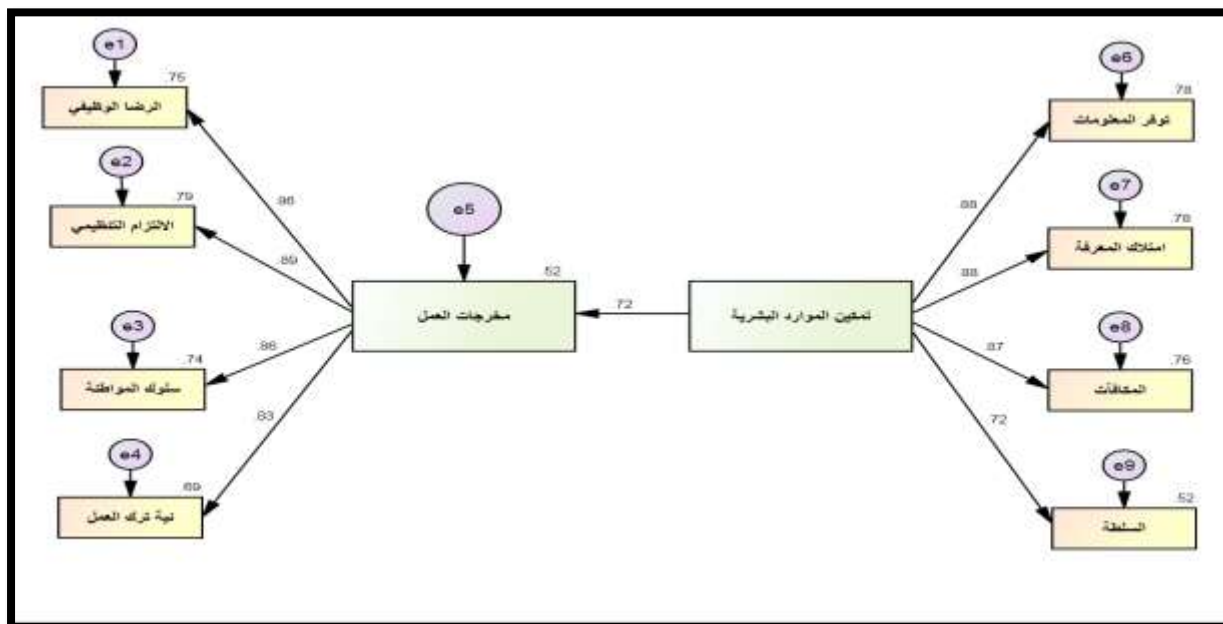 e1
.75
الرضا الوظيفي
e2
.79
الالتزام التنظيمي
e3
.74
سلوك المواطنة
e4
.69
نية ترك العمل
.86
.89
.86
.83
e5
.52
مخرجات العمل
.72
تمكين الموارد البشرية
.88
.88
.87
.72
e6
.78
توفر المعلومات
e7
.78
امتلاك المعرفة
e8
.76
المكافآت
e9
.52
السلطة